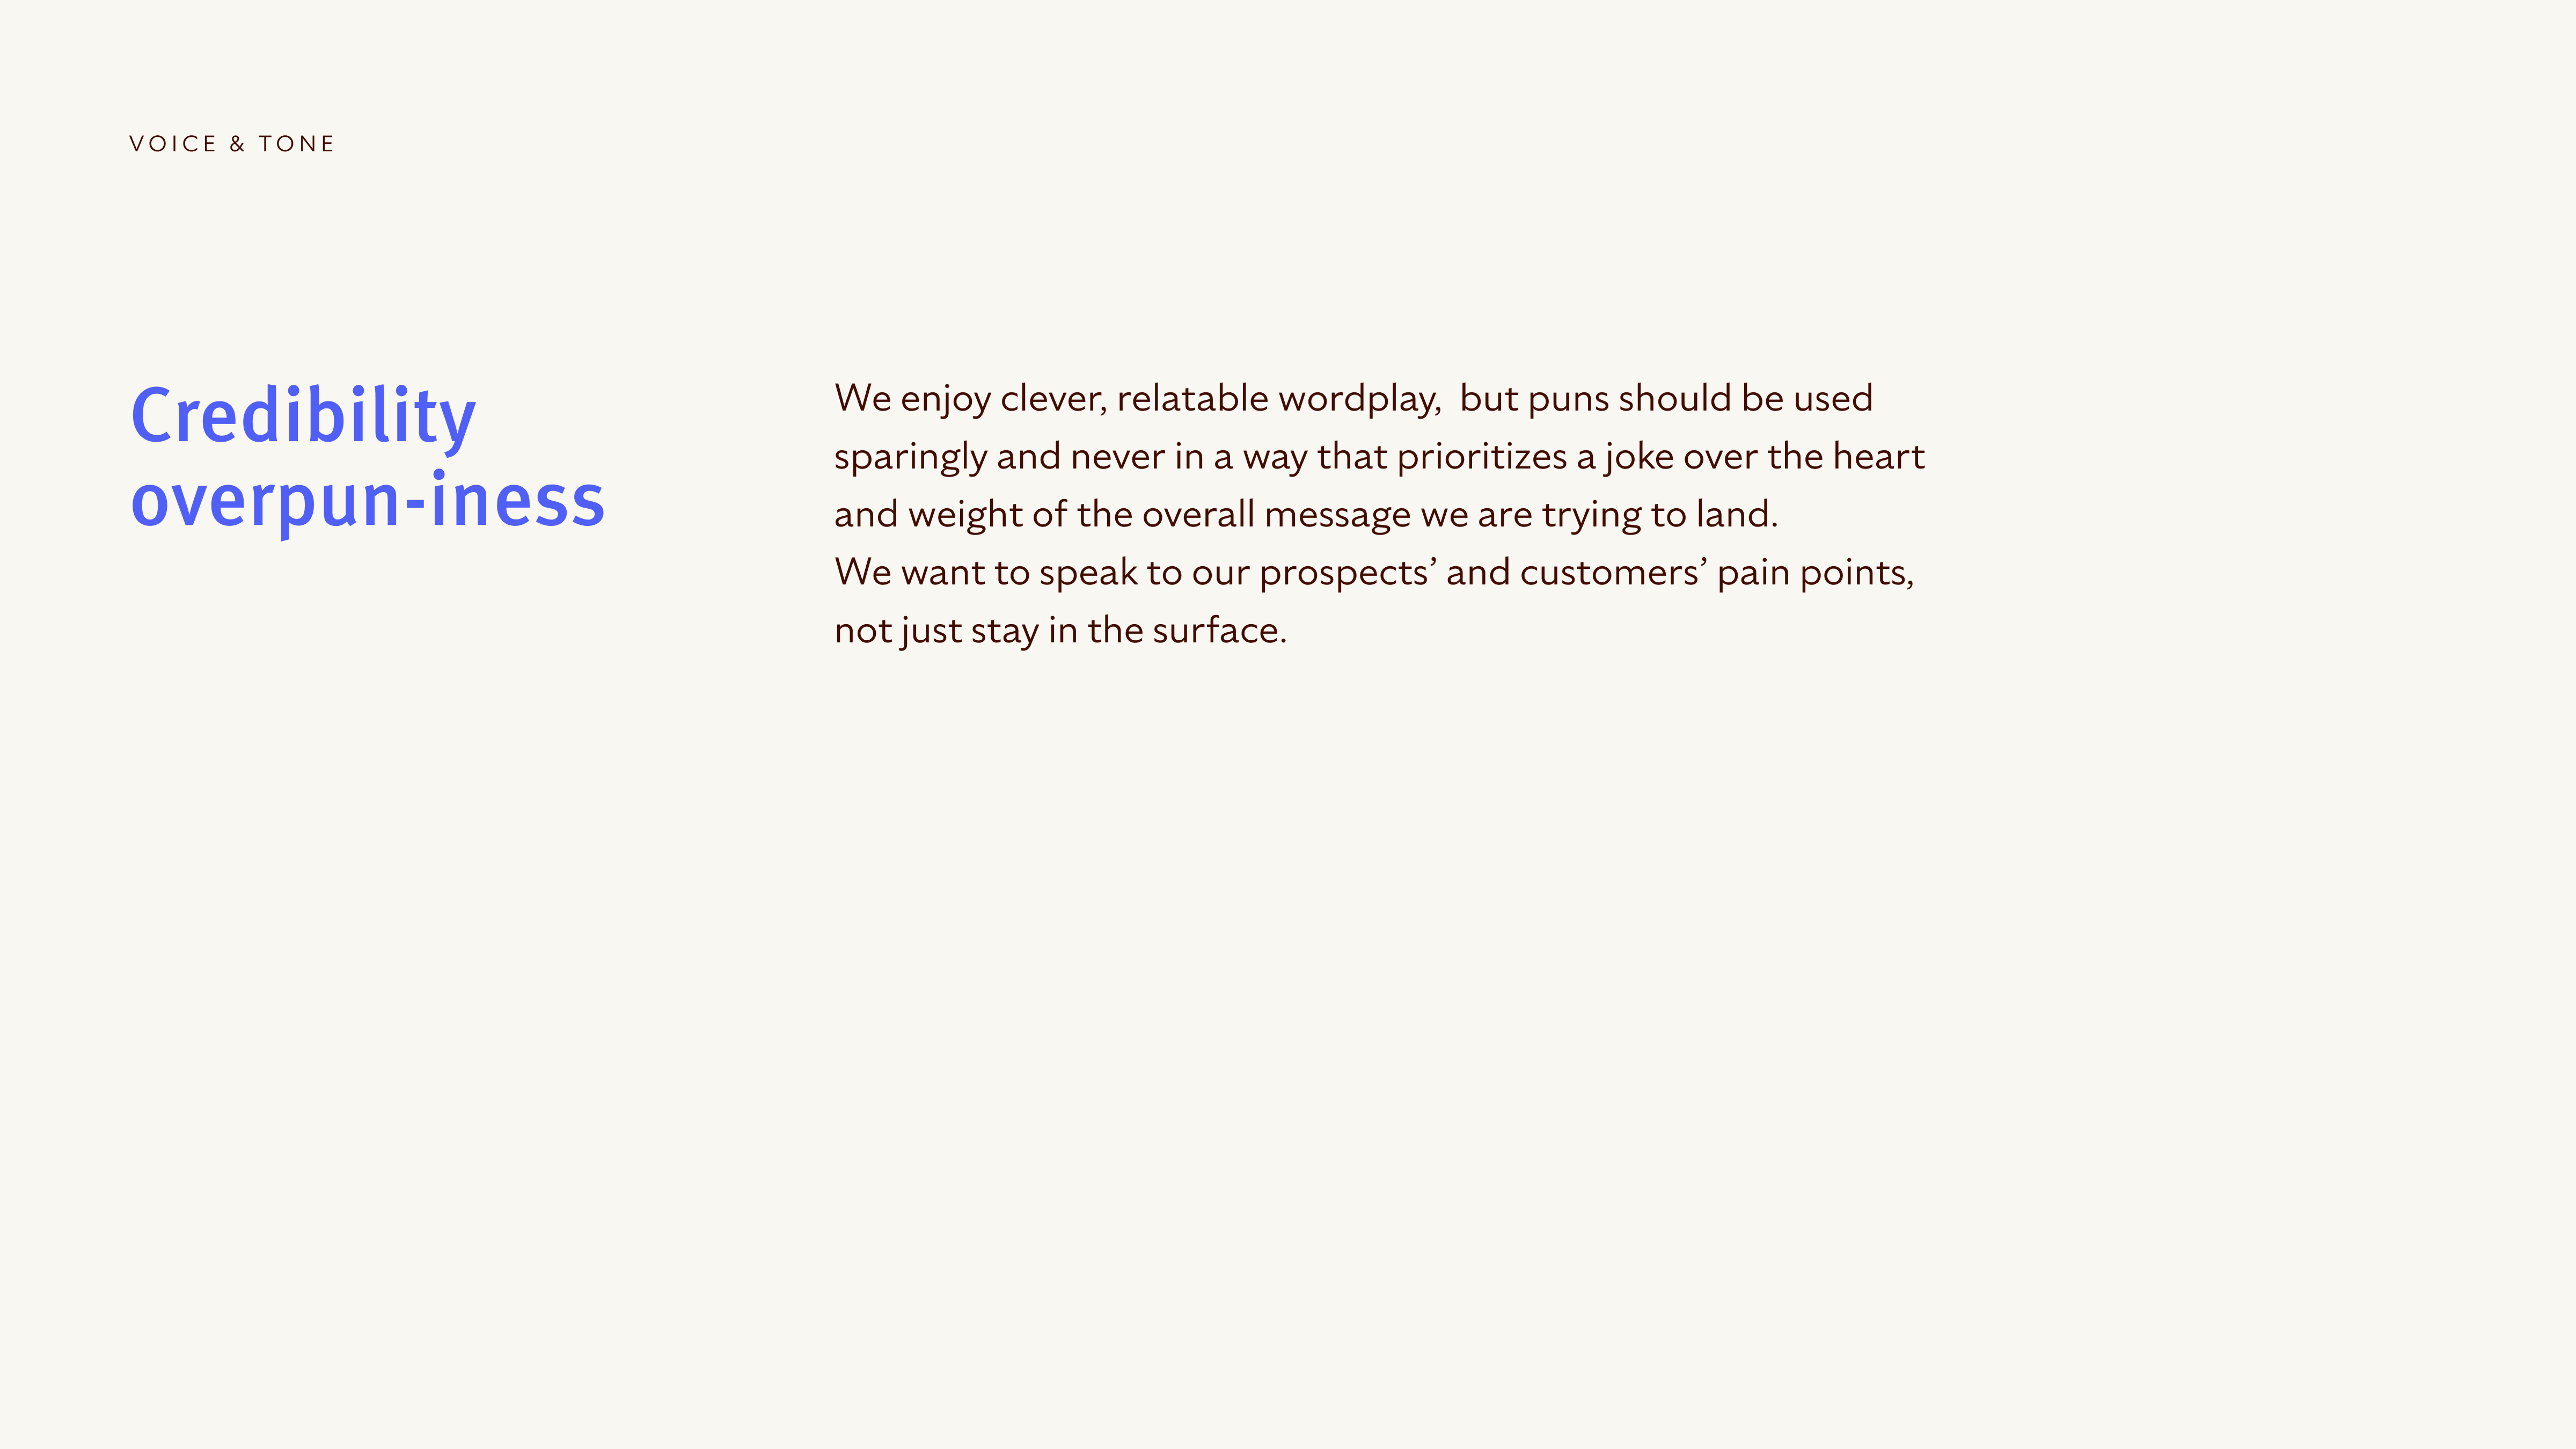 VOICE & TONE
Credibility
overpun-iness
We enjoy clever, relatable wordplay,  but puns should be used
sparingly and never in a way that prioritizes a joke over the heart
and weight of the overall message we are trying to land.
We want to speak to our prospects’ and customers’ pain points,
not just stay in the surface.